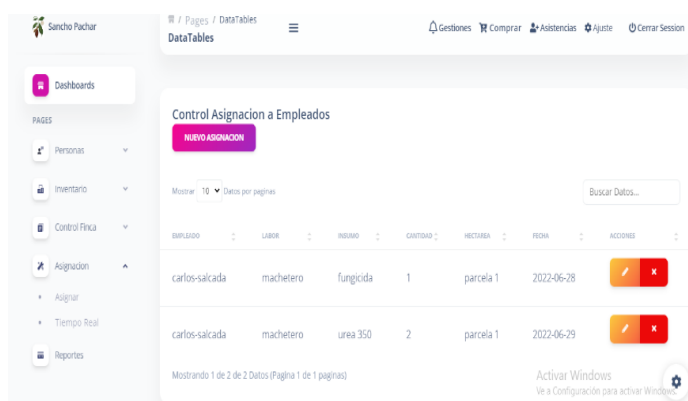 Sancho Pachar
/ Pages / DataTables
DataTables
Gestiones Comprar Asistencias Ajuste Cerrar Session
Dashboards
PAGES
Personas
Inventario
Control Finca
Asignacion
Asignar
Tiempo Real
Reportes
Control Asignacion a Empleados
NUEVO ASIGNACION
Mostrar 10 Datos por paginas
Buscar Datos...
EMPLEADO LABOR INSUMO CANTIDAD HECTAREA FECHA ACCIONES
carlos-salcada machetero fungicida 1 parcela 1 2022-06-28
carlos-salcada machetero urea 350 2 parcela 1 2022-06-29
Mostrando 1 de 2 de 2 Datos (Pagina 1 de 1 paginas)
Activar Windows
Ve a Configuración para activar Windows.